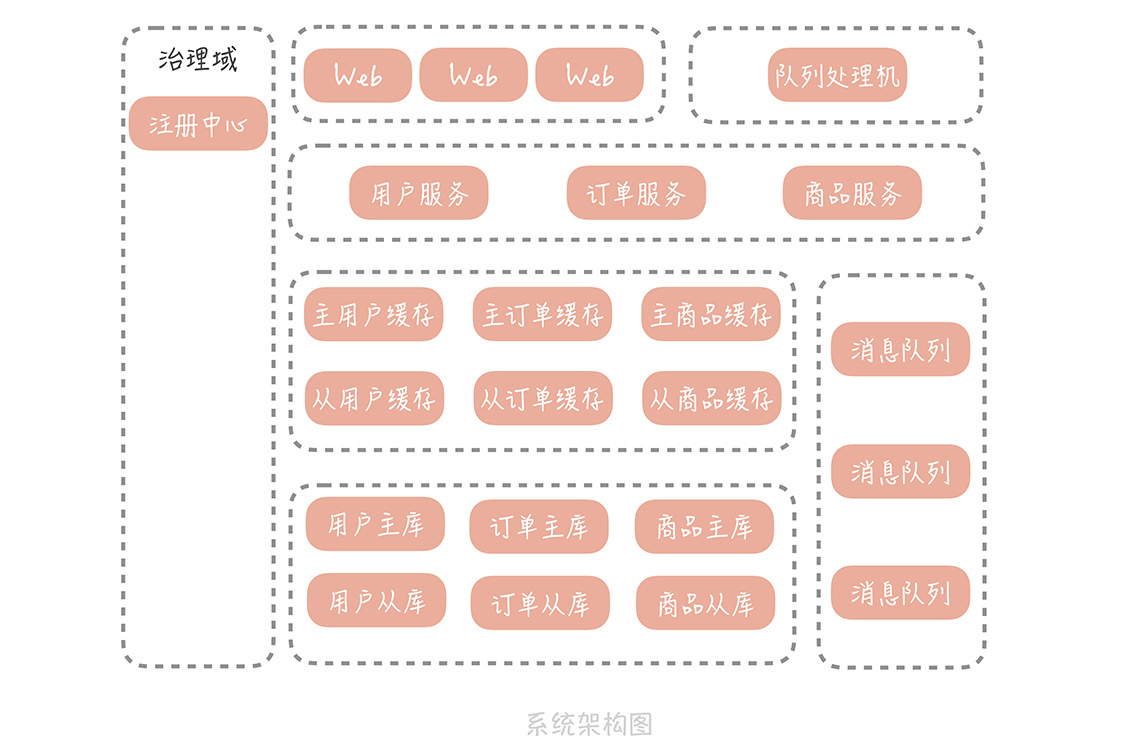 治理域
注册中心
Web
Web
Web
队列处理机
用户服务
订单服务
商品服务
主用户缓存
主订单缓存
主商品缓存
从用户缓存
从订单缓存
从商品缓存
用户主库
订单主库
商品主库
用户从库
订单从库
商品从库
消息队列
消息队列
消息队列
系统架构图